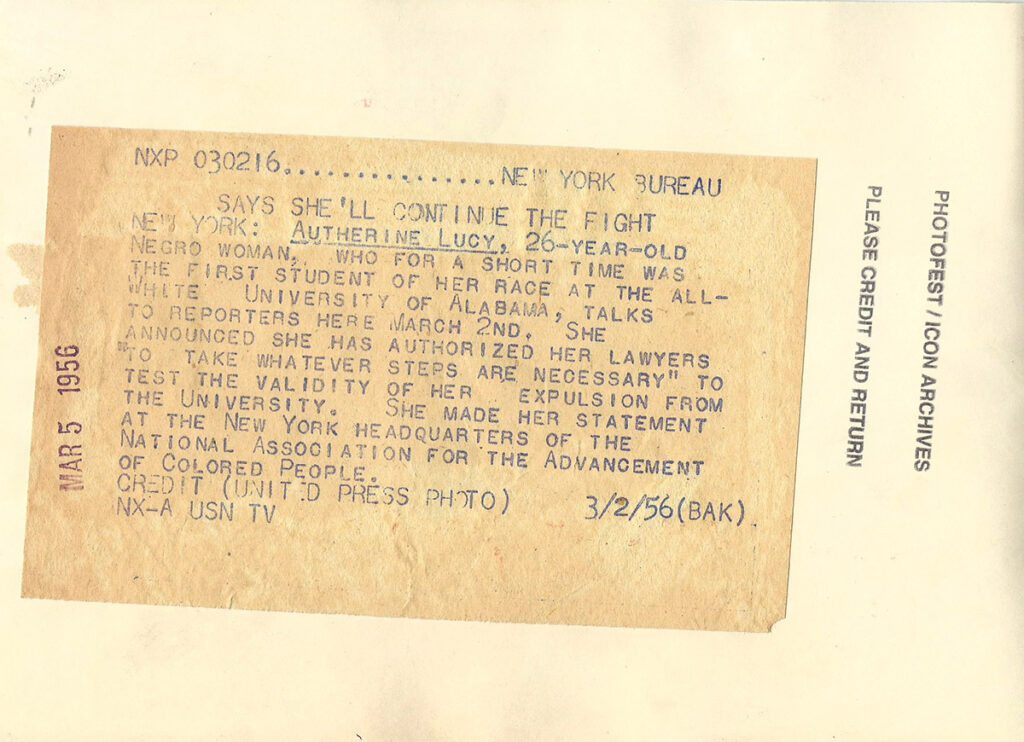 NXP 030216................NEW YORK BUREAU
SAYS SHE'LL CONTINUE THE FIGHT
NEW YORK: AUTHERINE LUCY, 26-YEAR-OLD
NEGRO WOMAN, WHO FOR A SHORT TIME WAS
THE FIRST STUDENT OF HER RACE AT THE ALL-
WHITE UNIVERSITY OF ALABAMA, TALKS
TO REPORTERS HERE MARCH 2ND. SHE
ANNOUNCED SHE HAS AUTHORIZED HER LAWYERS
"TO TAKE WHATEVER STEPS ARE NECESSARY" TO
TEST THE VALIDITY OF HER EXPULSION FROM
THE UNIVERSITY. SHE MADE HER STATEMENT
AT THE NEW YORK HEADQUARTERS OF THE
NATIONAL ASSOCIATION FOR THE ADVANCEMENT
OF COLORED PEOPLE.
CREDIT (UNITED PRESS PHOTO) 3/2/56(BAK)
NX-A USN TV
MAR 5 1956
PHOTOFEST / ICON ARCHIVES
PLEASE CREDIT AND RETURN